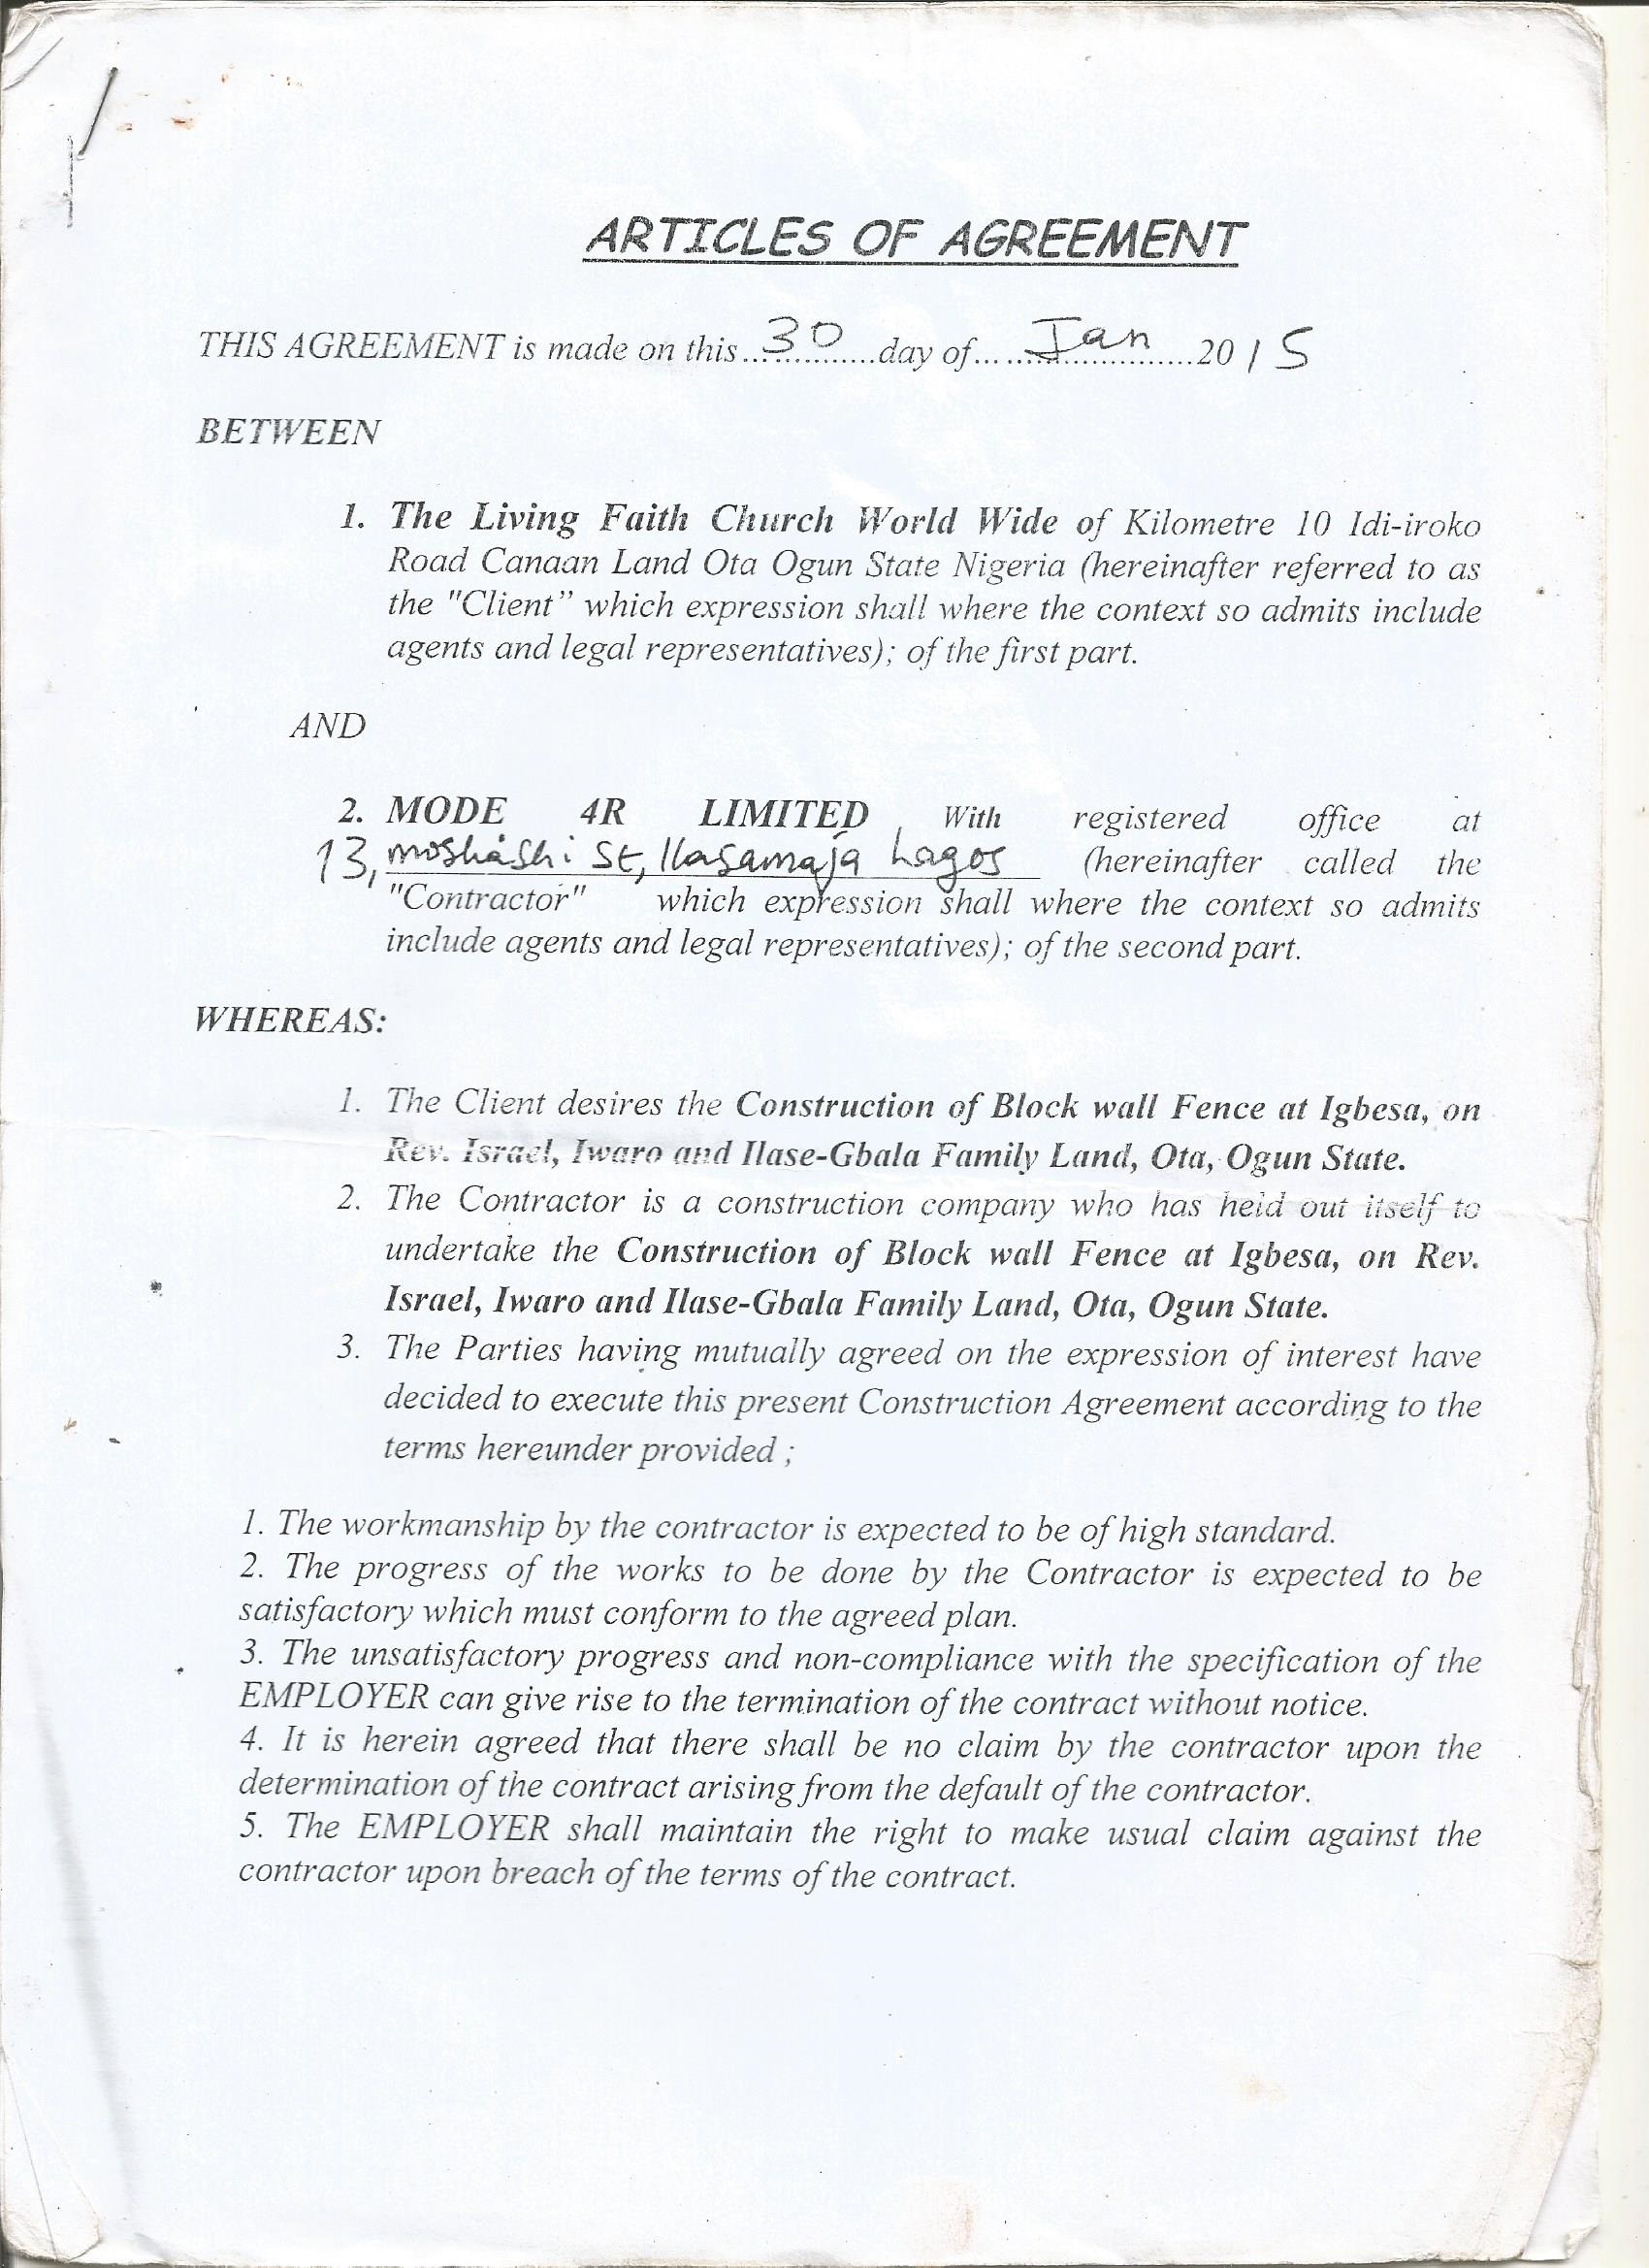 ARTICLES OF AGREEMENT
THIS AGREEMENT is made on this.....30.....day of.....Jan.....2015
BETWEEN
1. The Living Faith Church World Wide of Kilometre 10 Idi-iroko
Road Canaan Land Ota Ogun State Nigeria (hereinafter referred to as
the "Client” which expression shall where the context so admits include
agents and legal representatives); of the first part.
AND
2. MODE 4R LIMITED With registered office at
13, moshashi St, Ilasamaja Lagos (hereinafter called the
"Contractor" which expression shall where the context so admits
include agents and legal representatives); of the second part.
WHEREAS:
1. The Client desires the Construction of Block wall Fence at Igbesa, on
Rev. Israel, Iwaro and Ilase-Gbala Family Land, Ota, Ogun State.
2. The Contractor is a construction company who has held out itself to
undertake the Construction of Block wall Fence at Igbesa, on Rev.
Israel, Iwaro and Ilase-Gbala Family Land, Ota, Ogun State.
3. The Parties having mutually agreed on the expression of interest have
decided to execute this present Construction Agreement according to the
terms hereunder provided ;
1. The workmanship by the contractor is expected to be of high standard.
2. The progress of the works to be done by the Contractor is expected to be
satisfactory which must conform to the agreed plan.
3. The unsatisfactory progress and non-compliance with the specification of the
EMPLOYER can give rise to the termination of the contract without notice.
4. It is herein agreed that there shall be no claim by the contractor upon the
determination of the contract arising from the default of the contractor.
5. The EMPLOYER shall maintain the right to make usual claim against the
contractor upon breach of the terms of the contract.